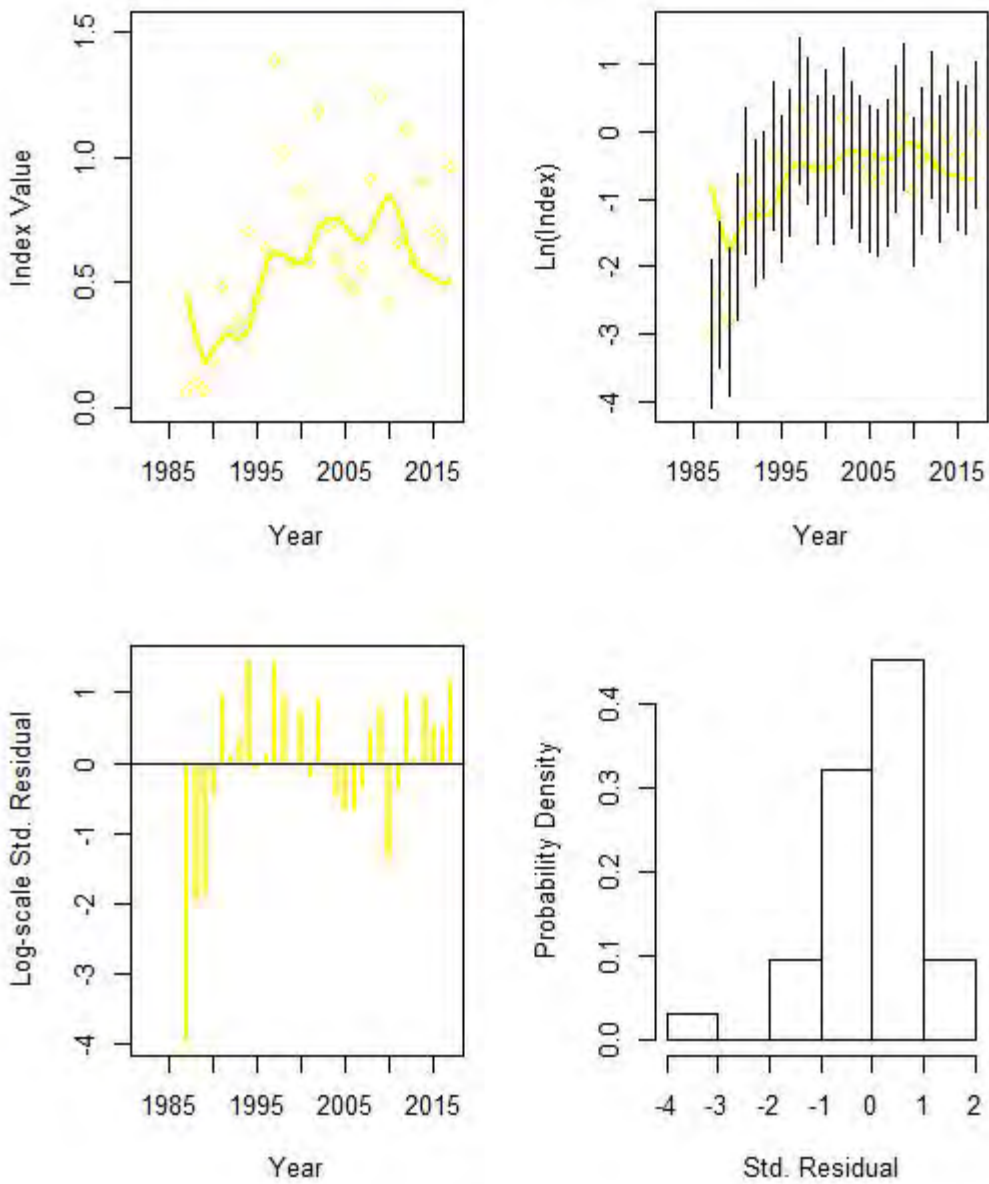 Index Value
1.5
1.0
0.5
0.0
1985 1995 2005 2015
Year
Ln(Index)
1
0
-1
-2
-3
-4
1985 1995 2005 2015
Year
Log-scale Std. Residual
1
0
-1
-2
-3
-4
1985 1995 2005 2015
Year
Probability Density
0.4
0.3
0.2
0.1
0.0
-4 -3 -2 -1 0 1 2
Std. Residual